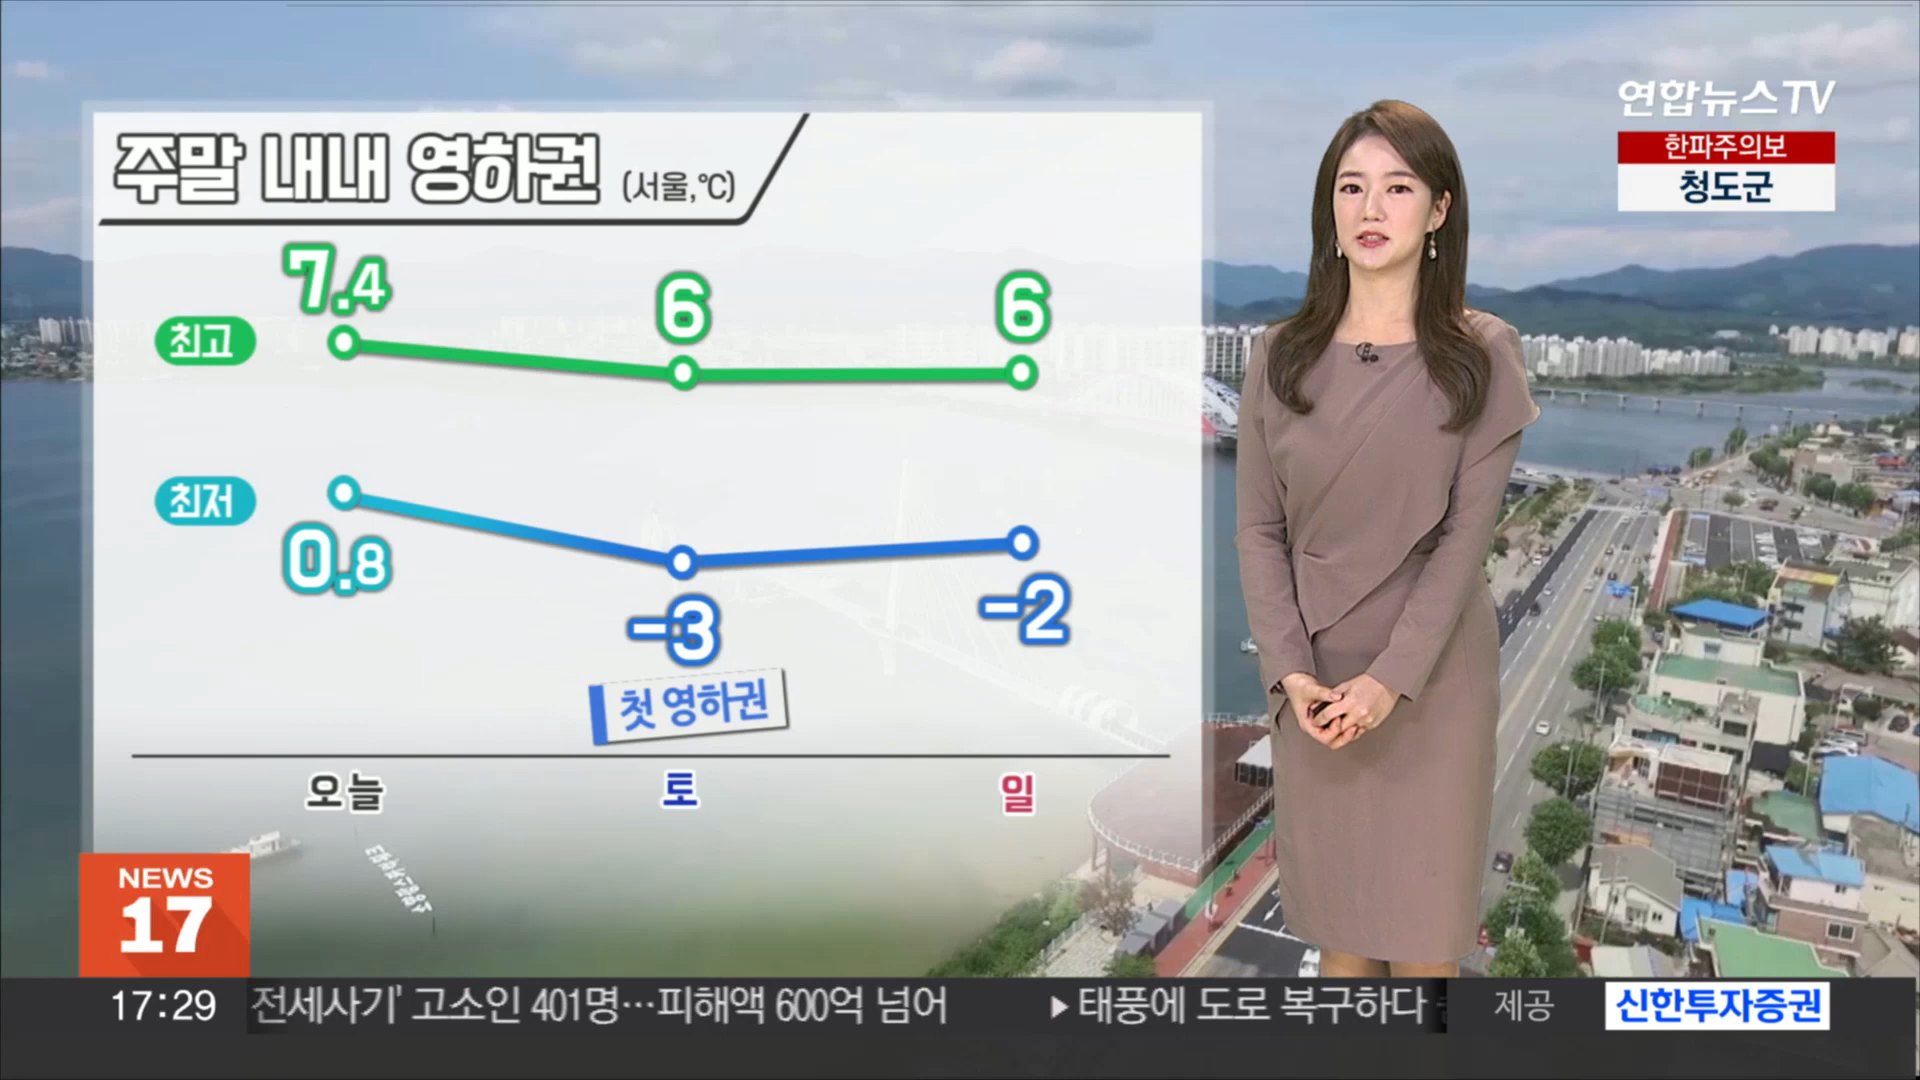 주말 내내 영하권 (서울,℃)
연합뉴스TV
한파주의보
청도군
최고
7.4
6
6
최저
0.8
-3
-2
첫 영하권
오늘
토
일
NEWS
17
17:29
전세사기' 고소인 401명…피해액 600억 넘어
▶태풍에 도로 복구하다
제공
신한투자증권